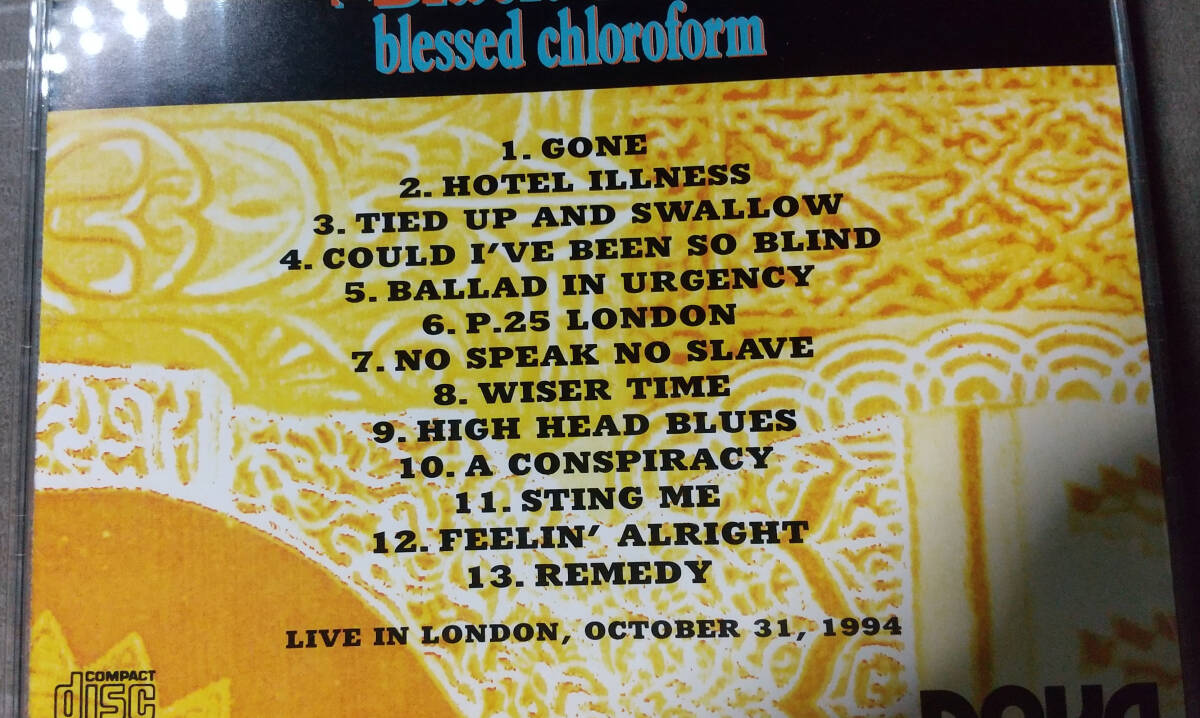 blessed chloroform
1. GONE
2. HOTEL ILLNESS
3. TIED UP AND SWALLOW
4. COULD I'VE BEEN SO BLIND
5. BALLAD IN URGENCY
6. P.25 LONDON
7. NO SPEAK NO SLAVE
8. WISER TIME
9. HIGH HEAD BLUES
10. A CONSPIRACY
11. STING ME
12. FEELIN' ALRIGHT
13. REMEDY
LIVE IN LONDON, OCTOBER 31, 1994
COMPACT
disc